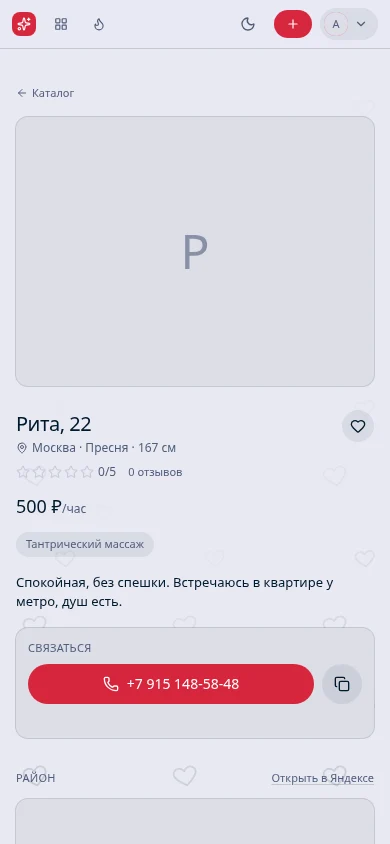 A
Каталог
Р
Рита, 22
Москва · Пресня · 167 см
0/5 0 отзывов
500 ₽/час
Тантрический массаж
Спокойная, без спешки. Встречаюсь в квартире у
метро, душ есть.
СВЯЗАТЬСЯ
+7 915 148-58-48
РАЙОН Открыть в Яндексе